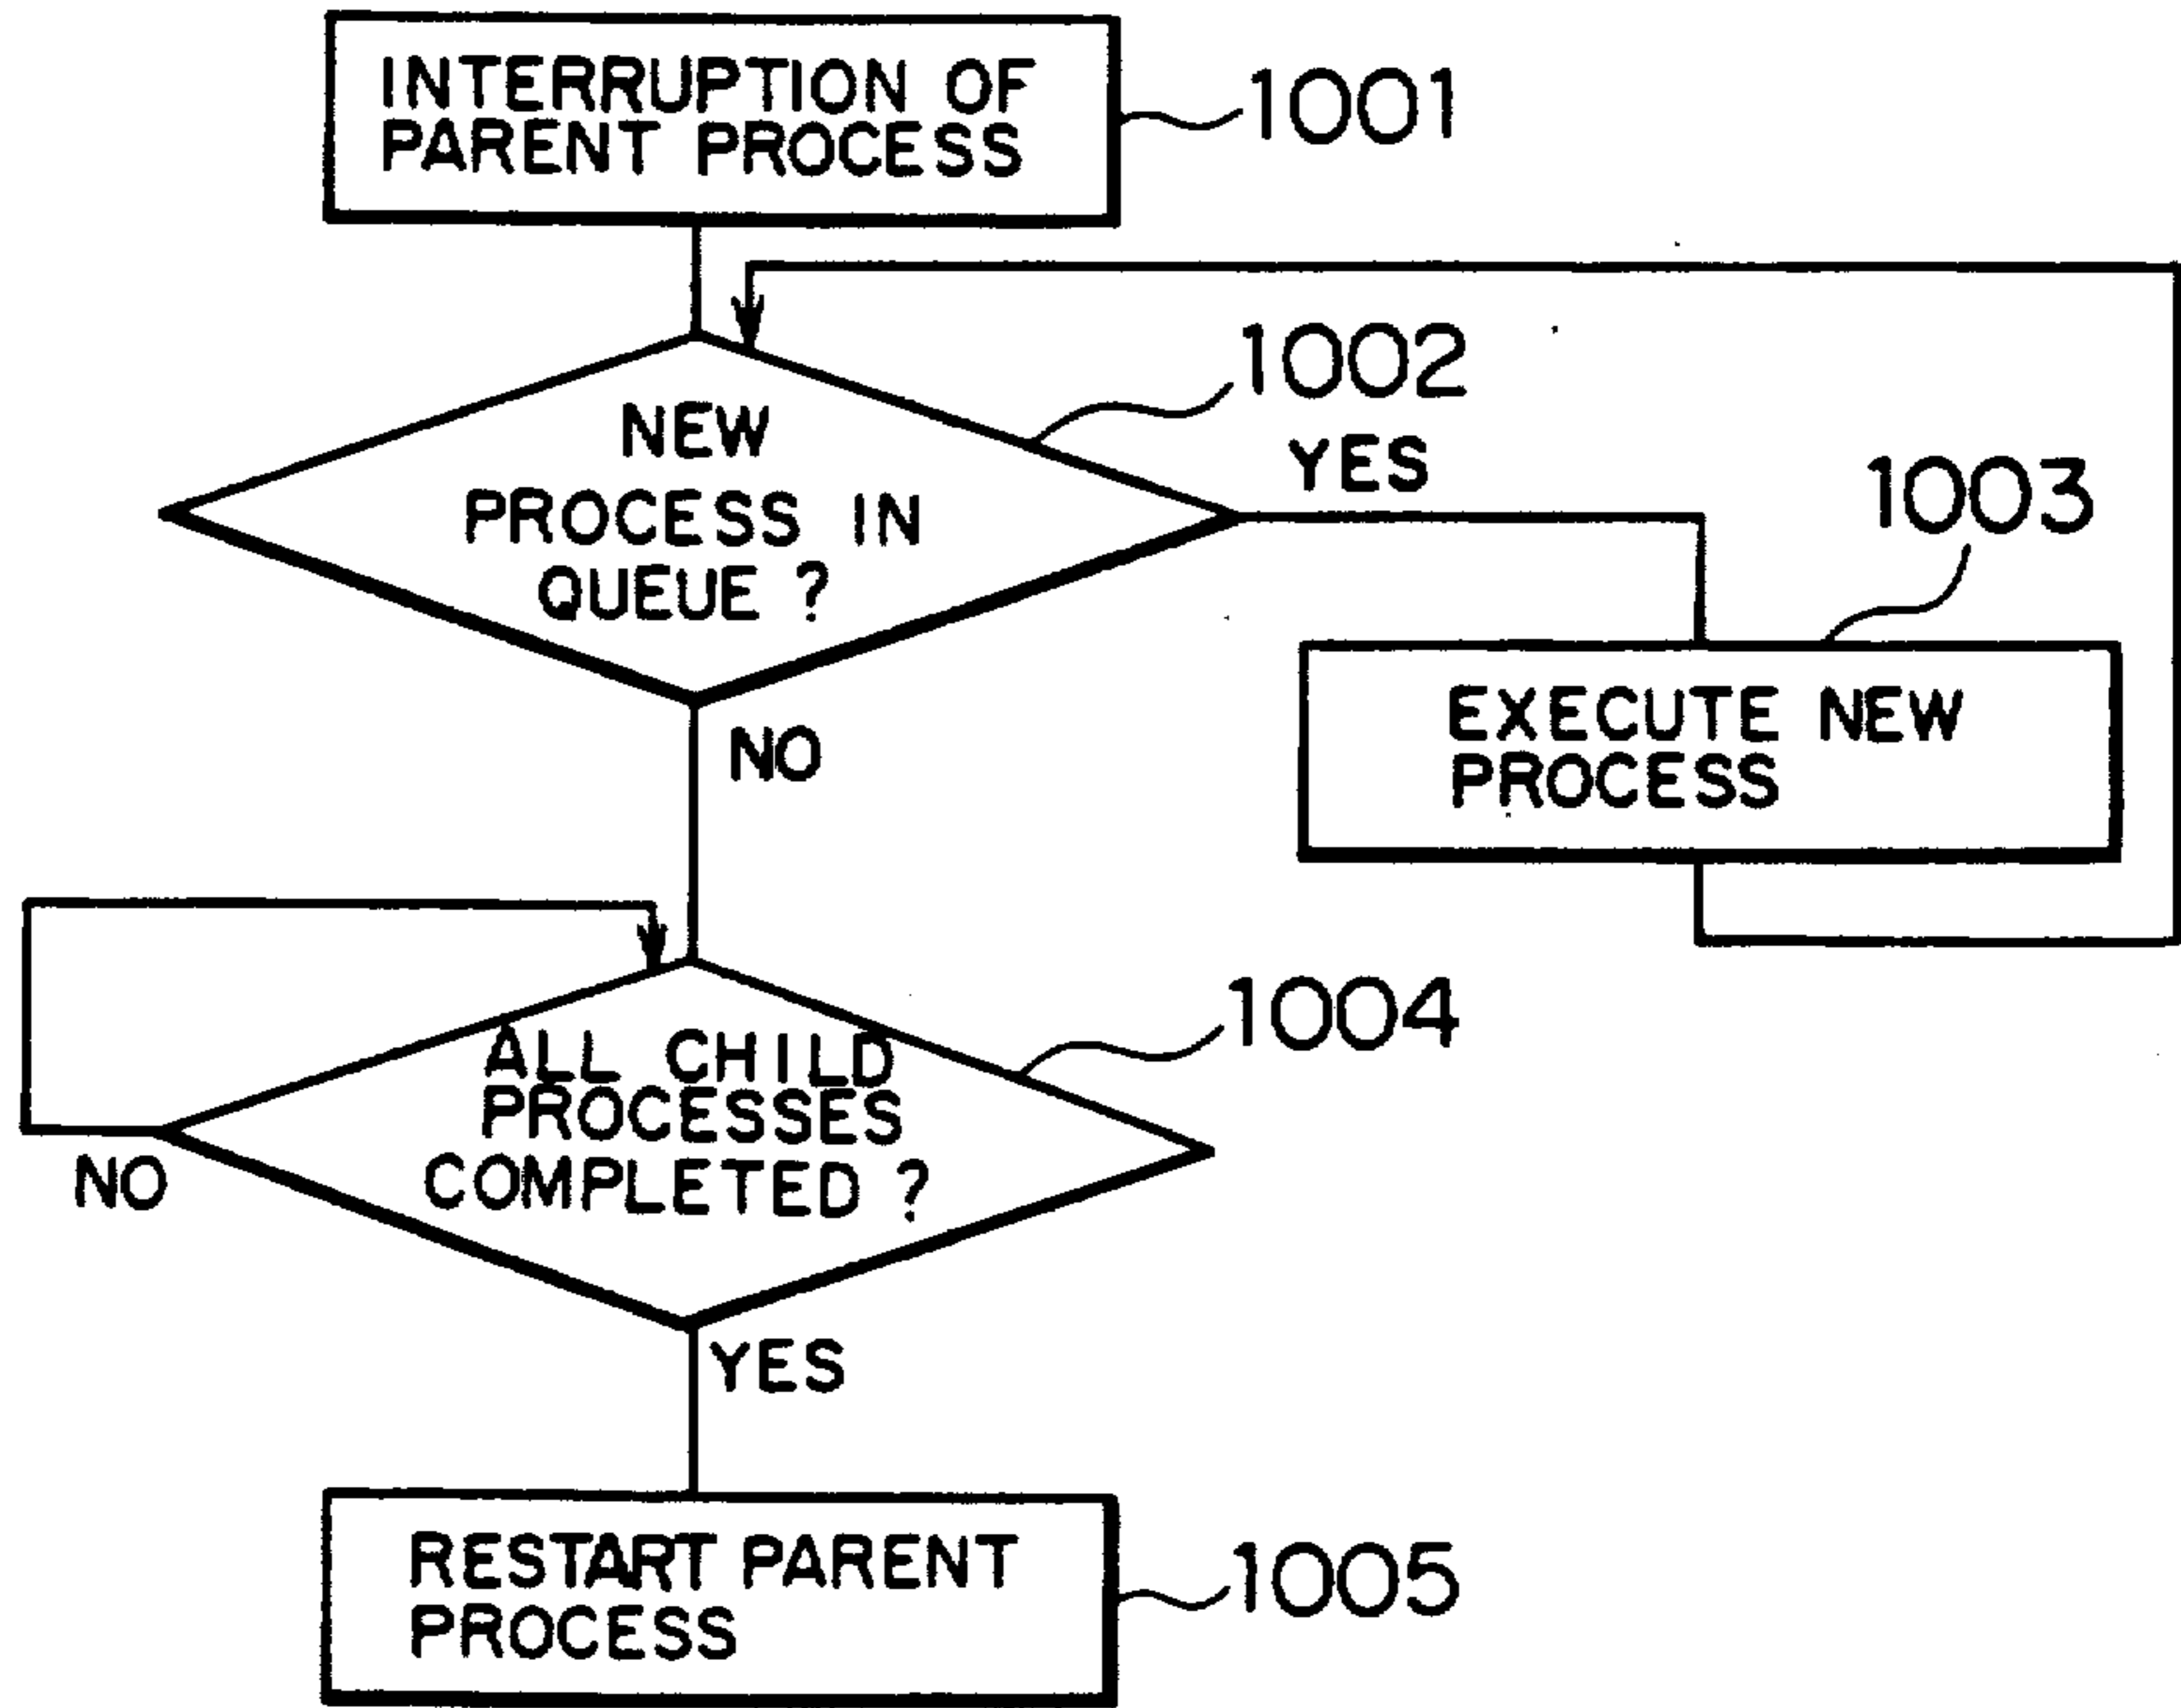 INTERRUPTION OF
PARENT PROCESS
1001
1002
NEW
PROCESS IN
QUEUE ?
YES
1003
EXECUTE NEW
PROCESS
NO
1004
ALL CHILD
PROCESSES
COMPLETED ?
NO
YES
RESTART PARENT
PROCESS
1005